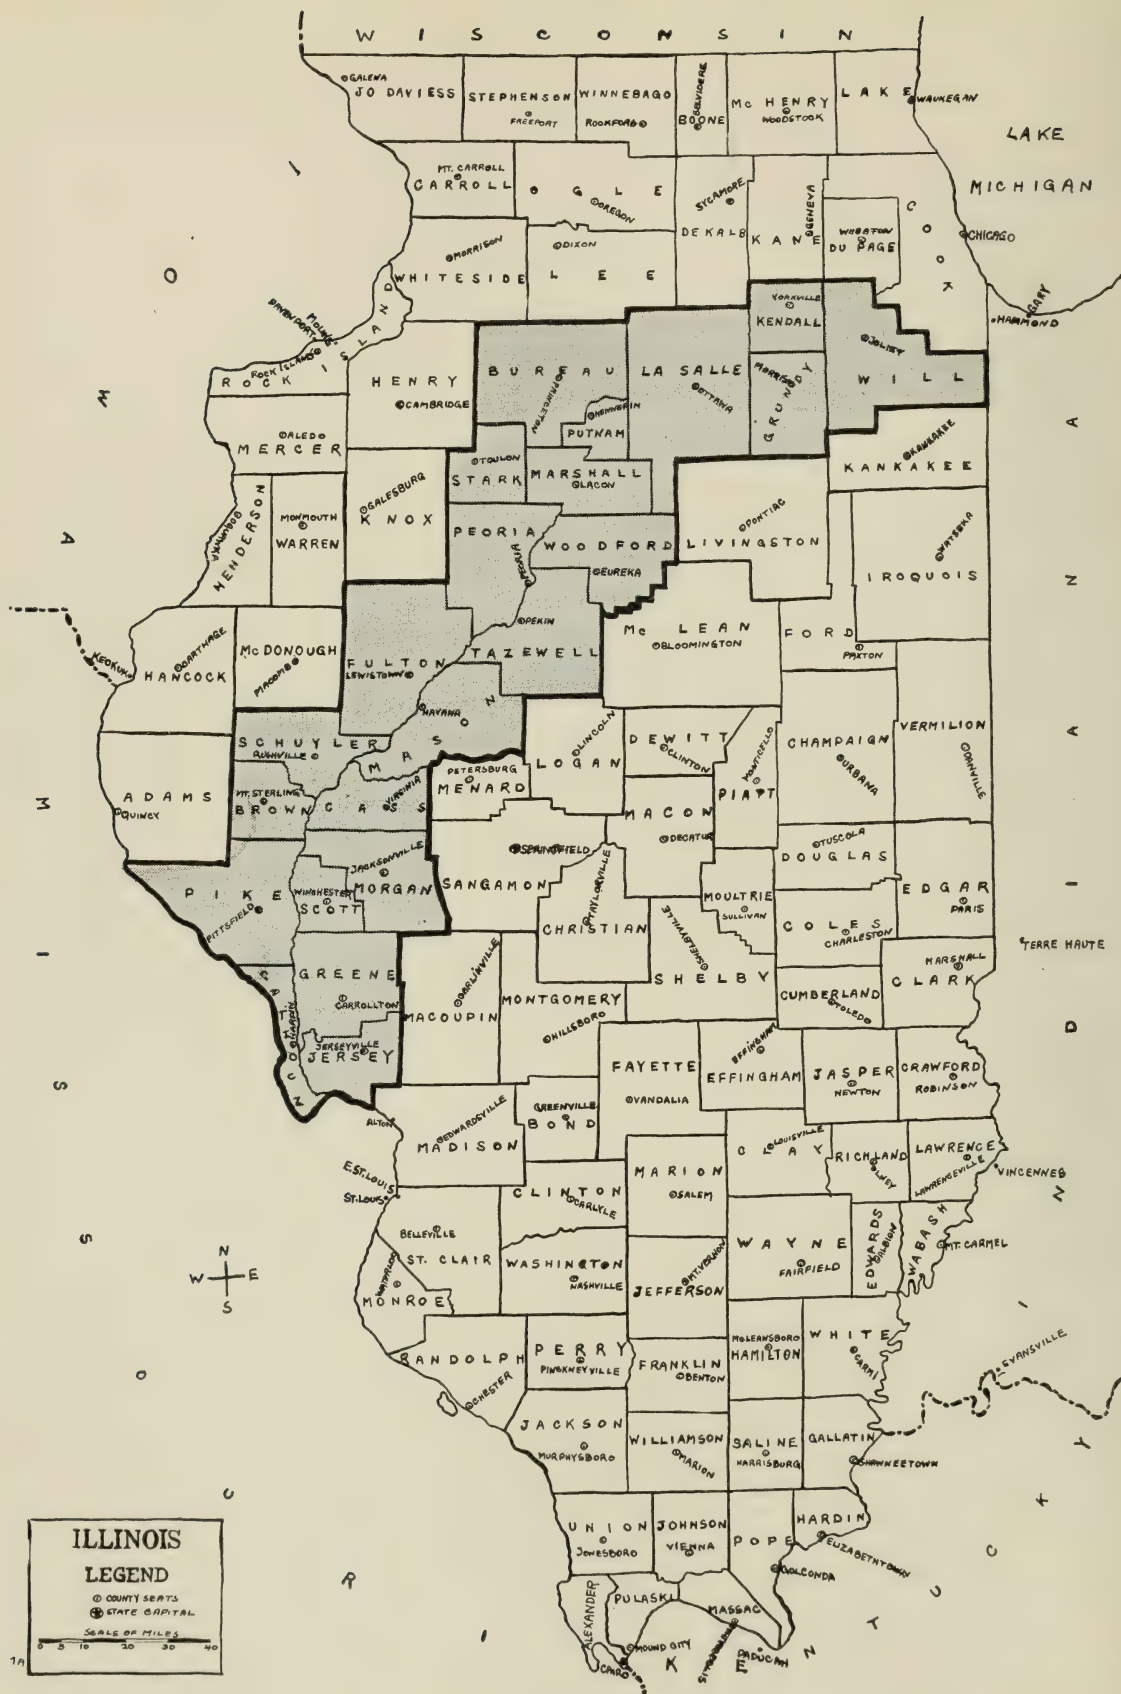 WISCONSIN
GALENA
JO DAVIESS
STEPHENSON
FREEPORT
WINNEBAGO
ROCKFORD
BELVIDERE
BOONE
Mc HENRY
WOODSTOCK
LAKE
WAUKEGAN
LAKE
MICHIGAN
MT. CARROLL
CARROLL
OGLE
OREGON
SYCAMORE
DEKALB
GENEVA
KANE
WHEATON
DU PAGE
COOK
CHICAGO
MORRISON
WHITESIDE
DIXON
LEE
YORKVILLE
KENDALL
GARY
HAMMOND
DAVENPORT
MOLINE
ROCK ISLAND
ROCK ISLAND
HENRY
CAMBRIDGE
BUREAU
PRINCETON
HENNEPIN
PUTNAM
LA SALLE
OTTAWA
MORRIS
GRUNDY
JOLIET
WILL
ALEDO
MERCER
TOULON
STARK
MARSHALL
LACON
KANKAKEE
KANKAKEE
HENDERSON
MONMOUTH
WARREN
GALESBURG
KNOX
PEORIA
PEORIA
WOODFORD
EUREKA
PONTIAC
LIVINGSTON
WATSEKA
IROQUOIS
KEOKUK
CARTHAGE
HANCOCK
McDONOUGH
MACOMB
FULTON
LEWISTOWN
PEKIN
TAZEWELL
Mc LEAN
BLOOMINGTON
FORD
PAXTON
HAVANA
MASON
SCHUYLER
RUSHVILLE
ADAMS
QUINCY
MT. STERLING
BROWN
VIRGINIA
CASS
PETERSBURG
MENARD
LINCOLN
LOGAN
DEWITT
CLINTON
MONTICELLO
PIATT
CHAMPAIGN
URBANA
VERMILION
DANVILLE
MACON
DECATUR
SPRINGFIELD
SANGAMON
TAYLORVILLE
CHRISTIAN
TUSCOLA
DOUGLAS
PIKE
PITTSFIELD
WINCHESTER
SCOTT
JACKSONVILLE
MORGAN
MOULTRIE
SULLIVAN
COLES
CHARLESTON
EDGAR
PARIS
TERRE HAUTE
SHELBYVILLE
SHELBY
MARSHALL
CLARK
CUMBERLAND
TOLEDO
CALHOUN
HARDIN
GREENE
CARROLLTON
CARLINVILLE
MACOUPIN
MONTGOMERY
HILLSBORO
JERSEYVILLE
JERSEY
FAYETTE
VANDALIA
EFFINGHAM
EFFINGHAM
JASPER
NEWTON
CRAWFORD
ROBINSON
ALTON
EDWARDSVILLE
MADISON
GREENVILLE
BOND
LOUISVILLE
CLAY
RICHLAND
OLNEY
LAWRENCE
LAWRENCEVILLE
VINCENNES
E. ST. LOUIS
ST. LOUIS
CLINTON
CARLYLE
MARION
SALEM
BELLEVILLE
ST. CLAIR
WATERLOO
MONROE
WASHINGTON
NASHVILLE
JEFFERSON
MT. VERNON
WAYNE
FAIRFIELD
EDWARDS
ALBION
WABASH
MT. CARMEL
RANDOLPH
CHESTER
PERRY
PINCKNEYVILLE
FRANKLIN
BENTON
McLEANSBORO
HAMILTON
WHITE
CARMI
EVANSVILLE
JACKSON
MURPHYSBORO
WILLIAMSON
MARION
SALINE
HARRISBURG
GALLATIN
SHAWNEETOWN
UNION
JONESBORO
JOHNSON
VIENNA
POPE
GOLCONDA
HARDIN
ELIZABETHTOWN
ALEXANDER
CAIRO
PULASKI
MOUND CITY
MASSAC
PADUCAH
IOWA
MISSOURI
INDIANA
KENTUCKY
N
W E
S
ILLINOIS
LEGEND
COUNTY SEATS
STATE CAPITAL
SCALE OF MILES
0 5 10 20 30 40